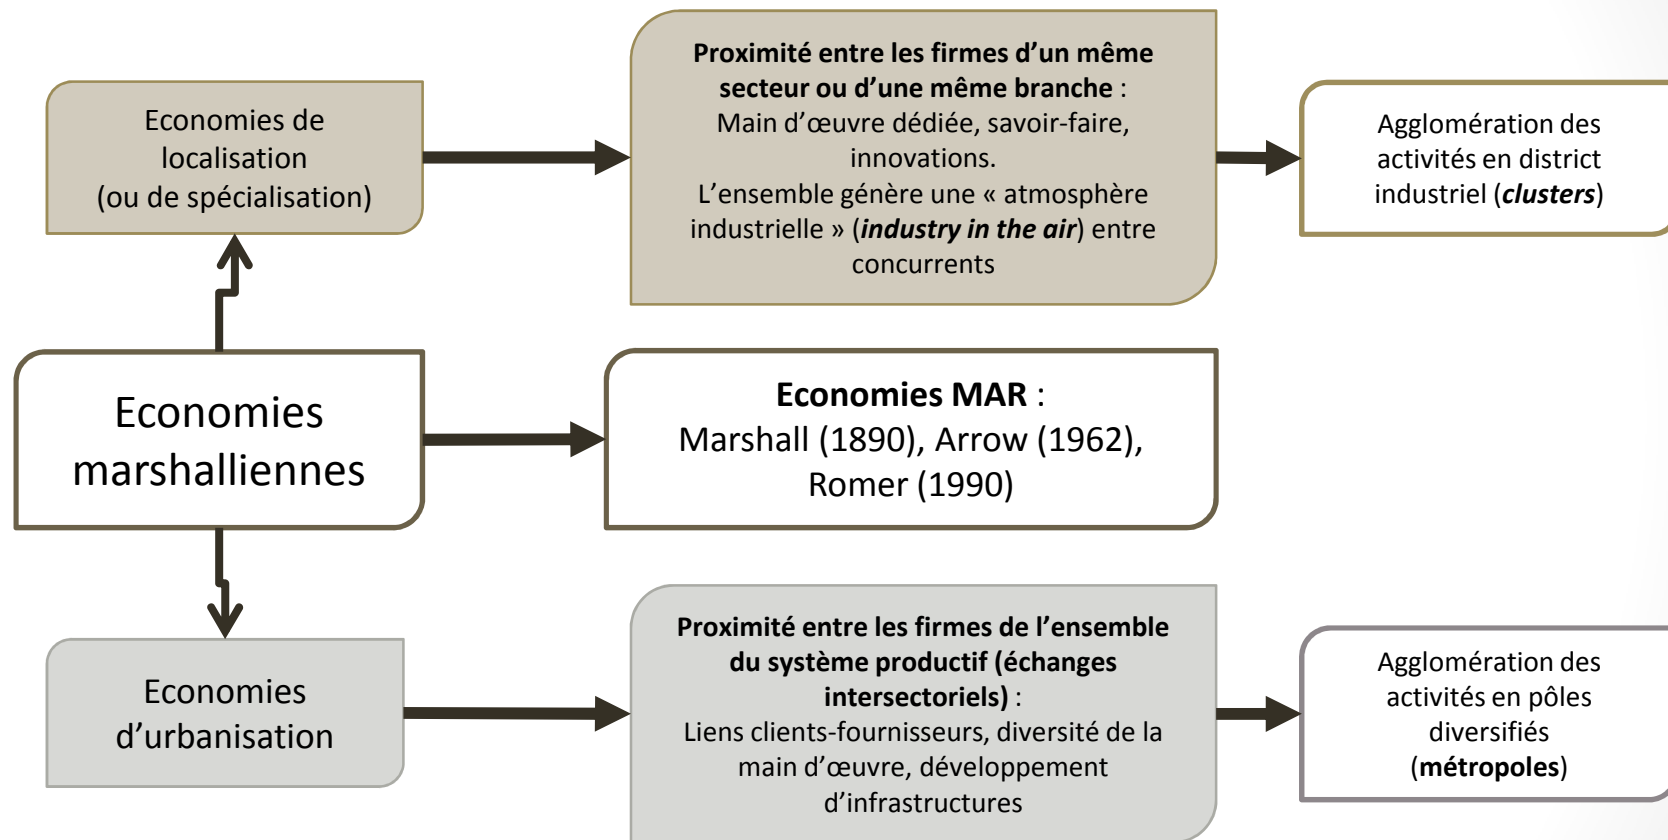 Economies de
localisation
(ou de spécialisation)
Proximité entre les firmes d’un même
secteur ou d’une même branche :
Main d’œuvre dédiée, savoir-faire,
innovations.
L’ensemble génère une « atmosphère
industrielle » (industry in the air) entre
concurrents
Agglomération des
activités en district
industriel (clusters)
Economies
marshalliennes
Economies MAR :
Marshall (1890), Arrow (1962),
Romer (1990)
Economies
d’urbanisation
Proximité entre les firmes de l’ensemble
du système productif (échanges
intersectoriels) :
Liens clients-fournisseurs, diversité de la
main d’œuvre, développement
d’infrastructures
Agglomération des
activités en pôles
diversifiés
(métropoles)